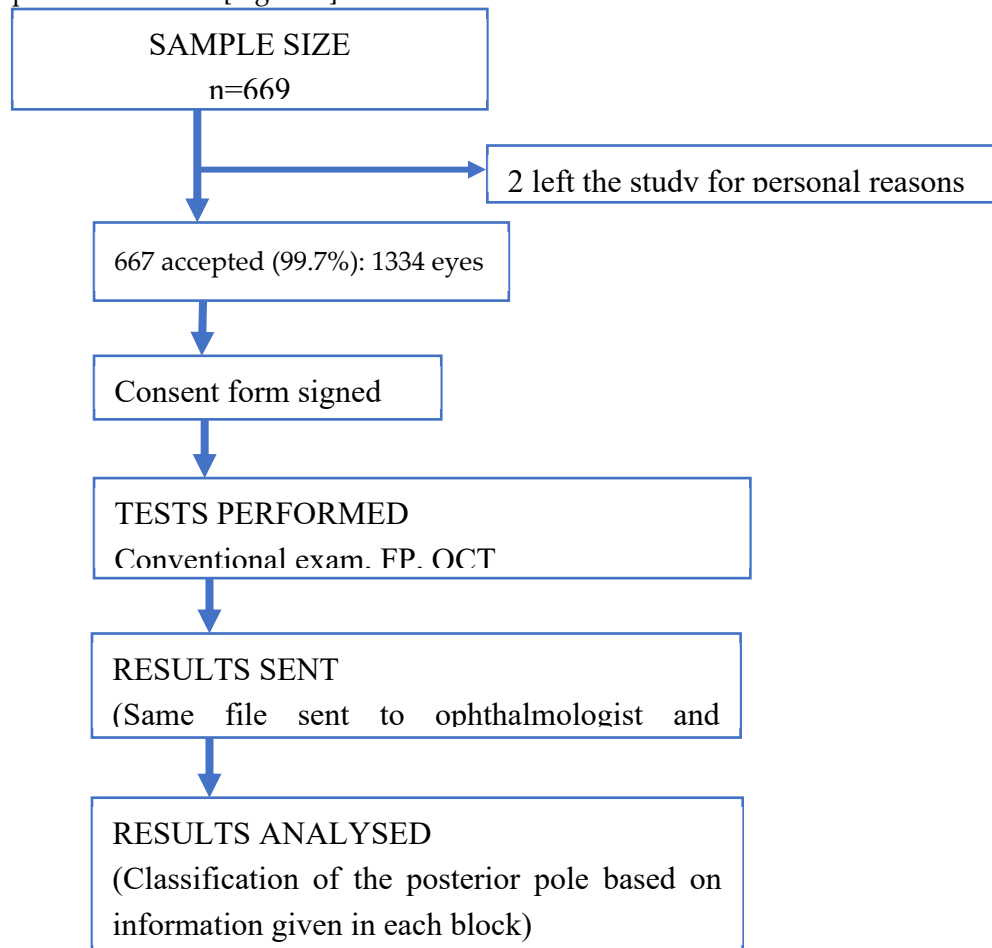 SAMPLE SIZE
n=669
2 left the study for personal reasons
667 accepted (99.7%): 1334 eyes
Consent form signed
TESTS PERFORMED
Conventional exam, FP, OCT
RESULTS SENT
(Same file sent to ophthalmologist and
RESULTS ANALYSED
(Classification of the posterior pole based on
information given in each block)